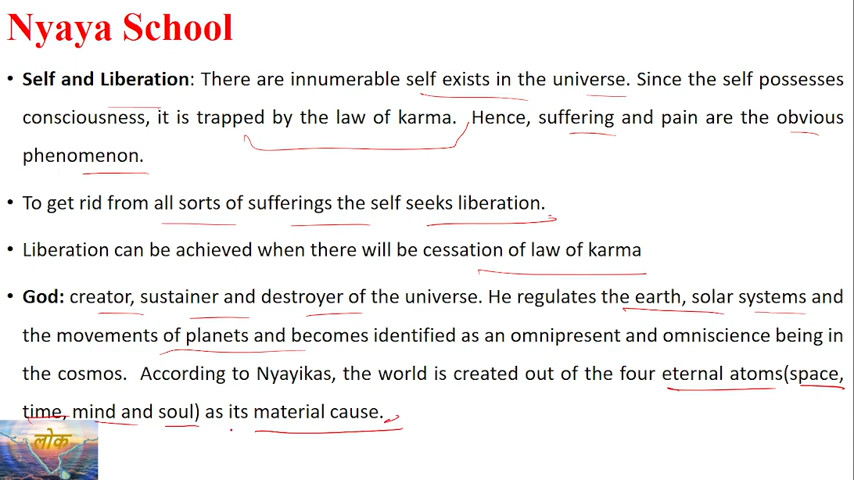 Nyaya School
• Self and Liberation: There are innumerable self exists in the universe. Since the self possesses
consciousness, it is trapped by the law of karma. Hence, suffering and pain are the obvious
phenomenon.
• To get rid from all sorts of sufferings the self seeks liberation.
• Liberation can be achieved when there will be cessation of law of karma
• God: creator, sustainer and destroyer of the universe. He regulates the earth, solar systems and
the movements of planets and becomes identified as an omnipresent and omniscience being in
the cosmos. According to Nyayikas, the world is created out of the four eternal atoms(space,
time, mind and soul) as its material cause.
लोक